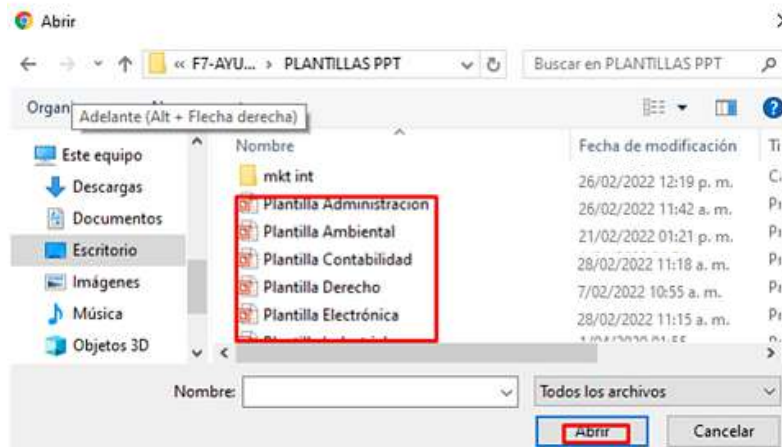 Abrir
« F7-AYU... › PLANTILLAS PPT
Buscar en PLANTILLAS PPT
Organ
Adelante (Alt + Flecha derecha)
Este equipo
Descargas
Documentos
Escritorio
Imágenes
Música
Objetos 3D
Nombre Fecha de modificación Ti
mkt int 26/02/2022 12:19 p. m.
Plantilla Administracion 26/02/2022 11:42 a. m.
Plantilla Ambiental 21/02/2022 01:21 p. m.
Plantilla Contabilidad 28/02/2022 11:18 a. m.
Plantilla Derecho 7/02/2022 10:55 a. m.
Plantilla Electrónica 28/02/2022 11:15 a. m.
Nombre: Todos los archivos
Abrir Cancelar